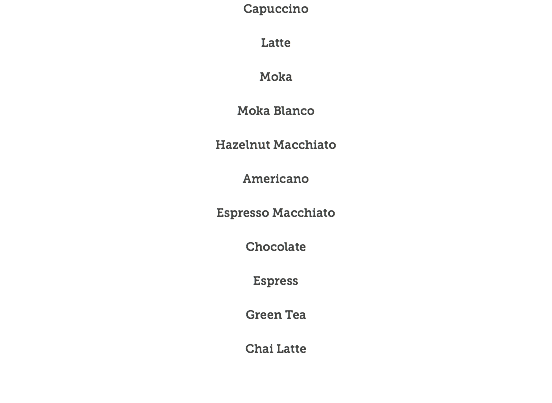 Capuccino
Latte
Moka
Moka Blanco
Hazelnut Macchiato
Americano
Espresso Macchiato
Chocolate
Espress
Green Tea
Chai Latte